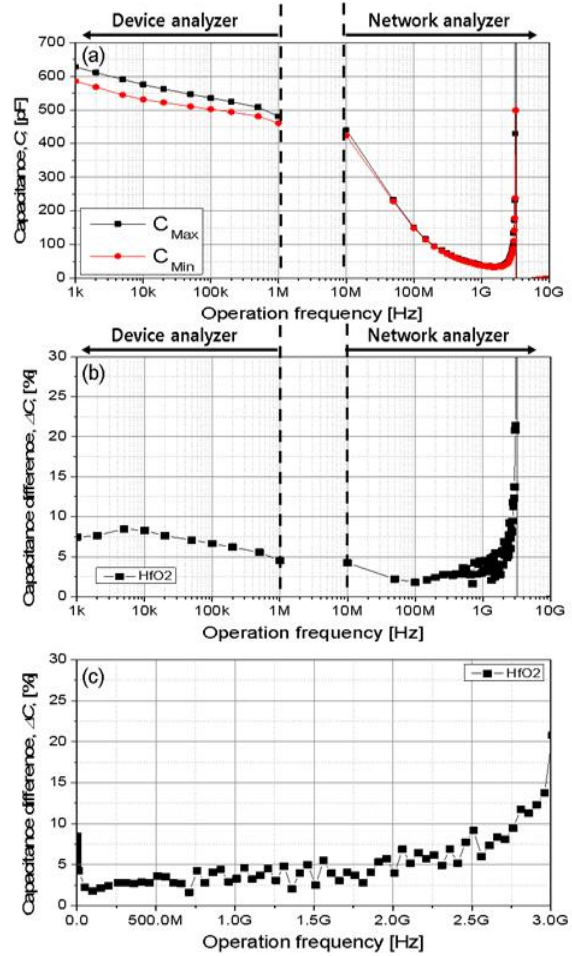 Device analyzer Network analyzer
(a)
700
600
500
400
300
200
100
0
Capacitance, C, [pF]
C Max
C Min
1k 10k 100k 1M 10M 100M 1G 10G
Operation frequency [Hz]
Device analyzer Network analyzer
(b)
30
25
20
15
10
5
0
Capacitance difference, ΔC, [%]
HfO2
1k 10k 100k 1M 10M 100M 1G 10G
Operation frequency [Hz]
(c)
HfO2
30
25
20
15
10
5
0
Capacitance difference, ΔC, [%]
0.0 500.0M 1.0G 1.5G 2.0G 2.5G 3.0G
Operation frequency [Hz]